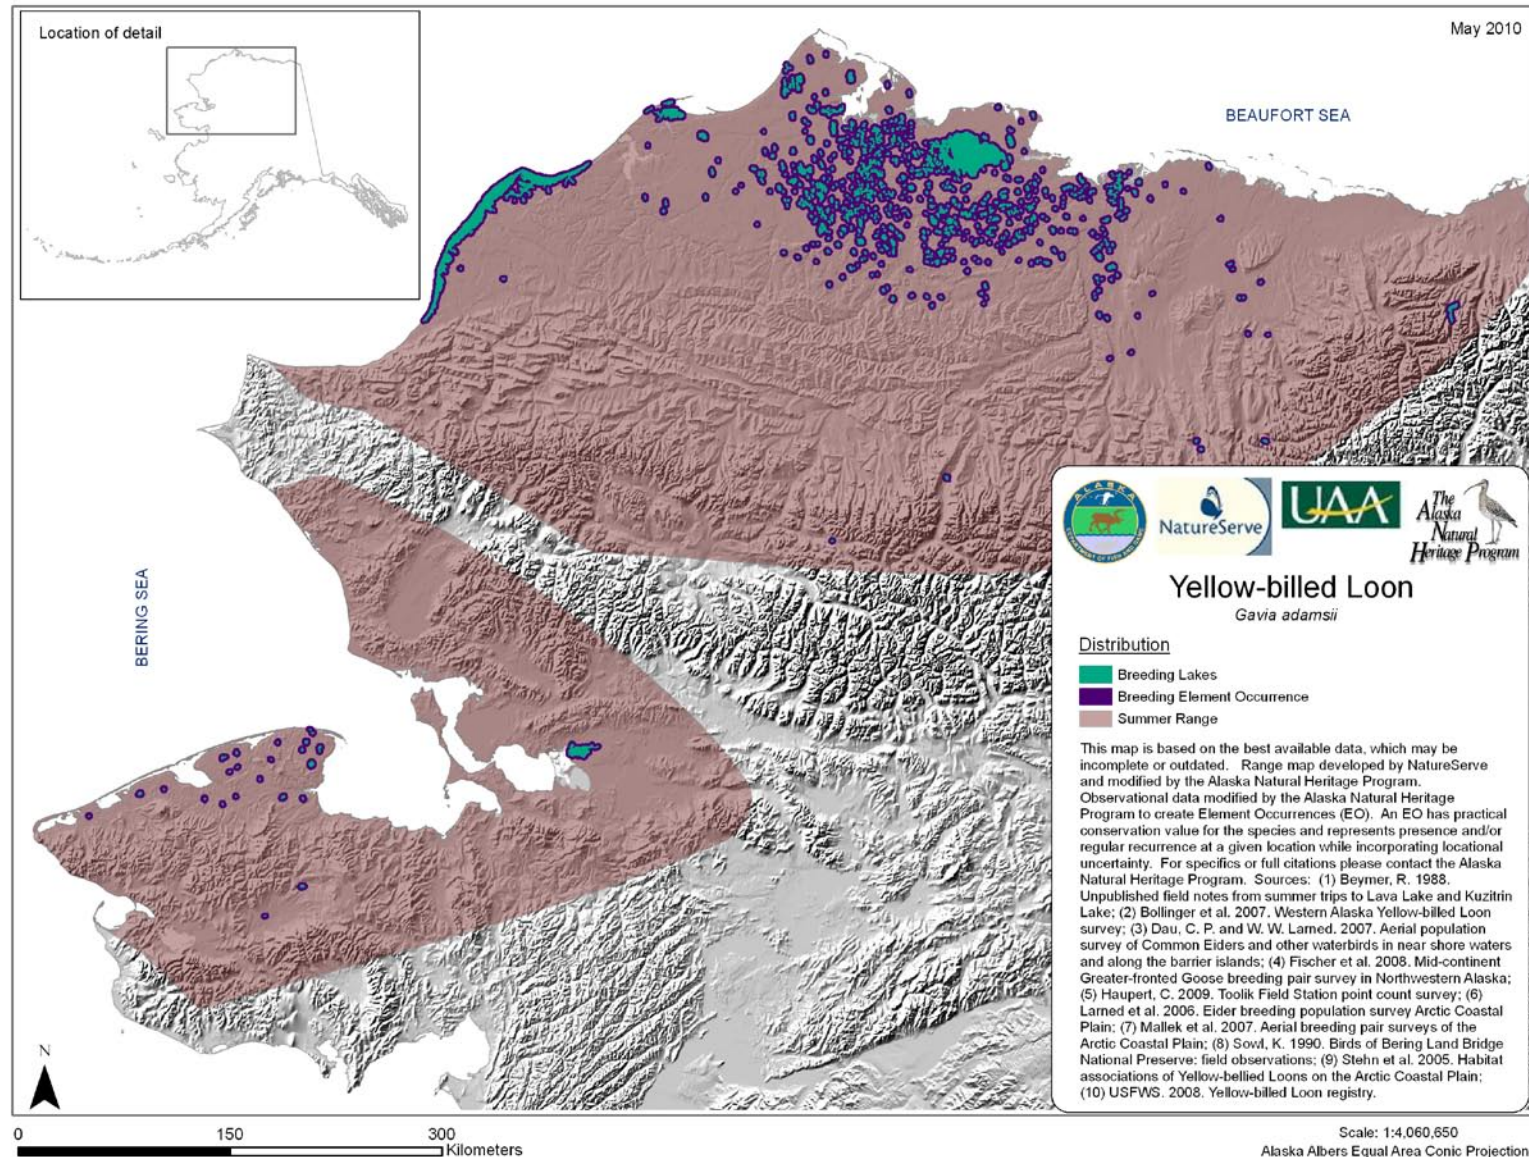 Location of detail
May 2010
BEAUFORT SEA
BERING SEA
ALASKA
DEPARTMENT OF FISH AND GAME
NatureServe
UAA
The
Alaska
Natural
Heritage Program
Yellow-billed Loon
Gavia adamsii
Distribution
Breeding Lakes
Breeding Element Occurrence
Summer Range
This map is based on the best available data, which may be
incomplete or outdated. Range map developed by NatureServe
and modified by the Alaska Natural Heritage Program.
Observational data modified by the Alaska Natural Heritage
Program to create Element Occurrences (EO). An EO has practical
conservation value for the species and represents presence and/or
regular recurrence at a given location while incorporating locational
uncertainty. For specifics or full citations please contact the Alaska
Natural Heritage Program. Sources: (1) Beymer, R. 1988.
Unpublished field notes from summer trips to Lava Lake and Kuzitrin
Lake; (2) Bollinger et al. 2007. Western Alaska Yellow-billed Loon
survey; (3) Dau, C. P. and W. W. Larned. 2007. Aerial population
survey of Common Eiders and other waterbirds in near shore waters
and along the barrier islands; (4) Fischer et al. 2008. Mid-continent
Greater-fronted Goose breeding pair survey in Northwestern Alaska;
(5) Haupert, C. 2009. Toolik Field Station point count survey; (6)
Larned et al. 2006. Eider breeding population survey Arctic Coastal
Plain; (7) Mallek et al. 2007. Aerial breeding pair surveys of the
Arctic Coastal Plain; (8) Sowl, K. 1990. Birds of Bering Land Bridge
National Preserve: field observations; (9) Stehn et al. 2005. Habitat
associations of Yellow-bellied Loons on the Arctic Coastal Plain;
(10) USFWS. 2008. Yellow-billed Loon registry.
N
0 150 300
Kilometers
Scale: 1:4,060,650
Alaska Albers Equal Area Conic Projection